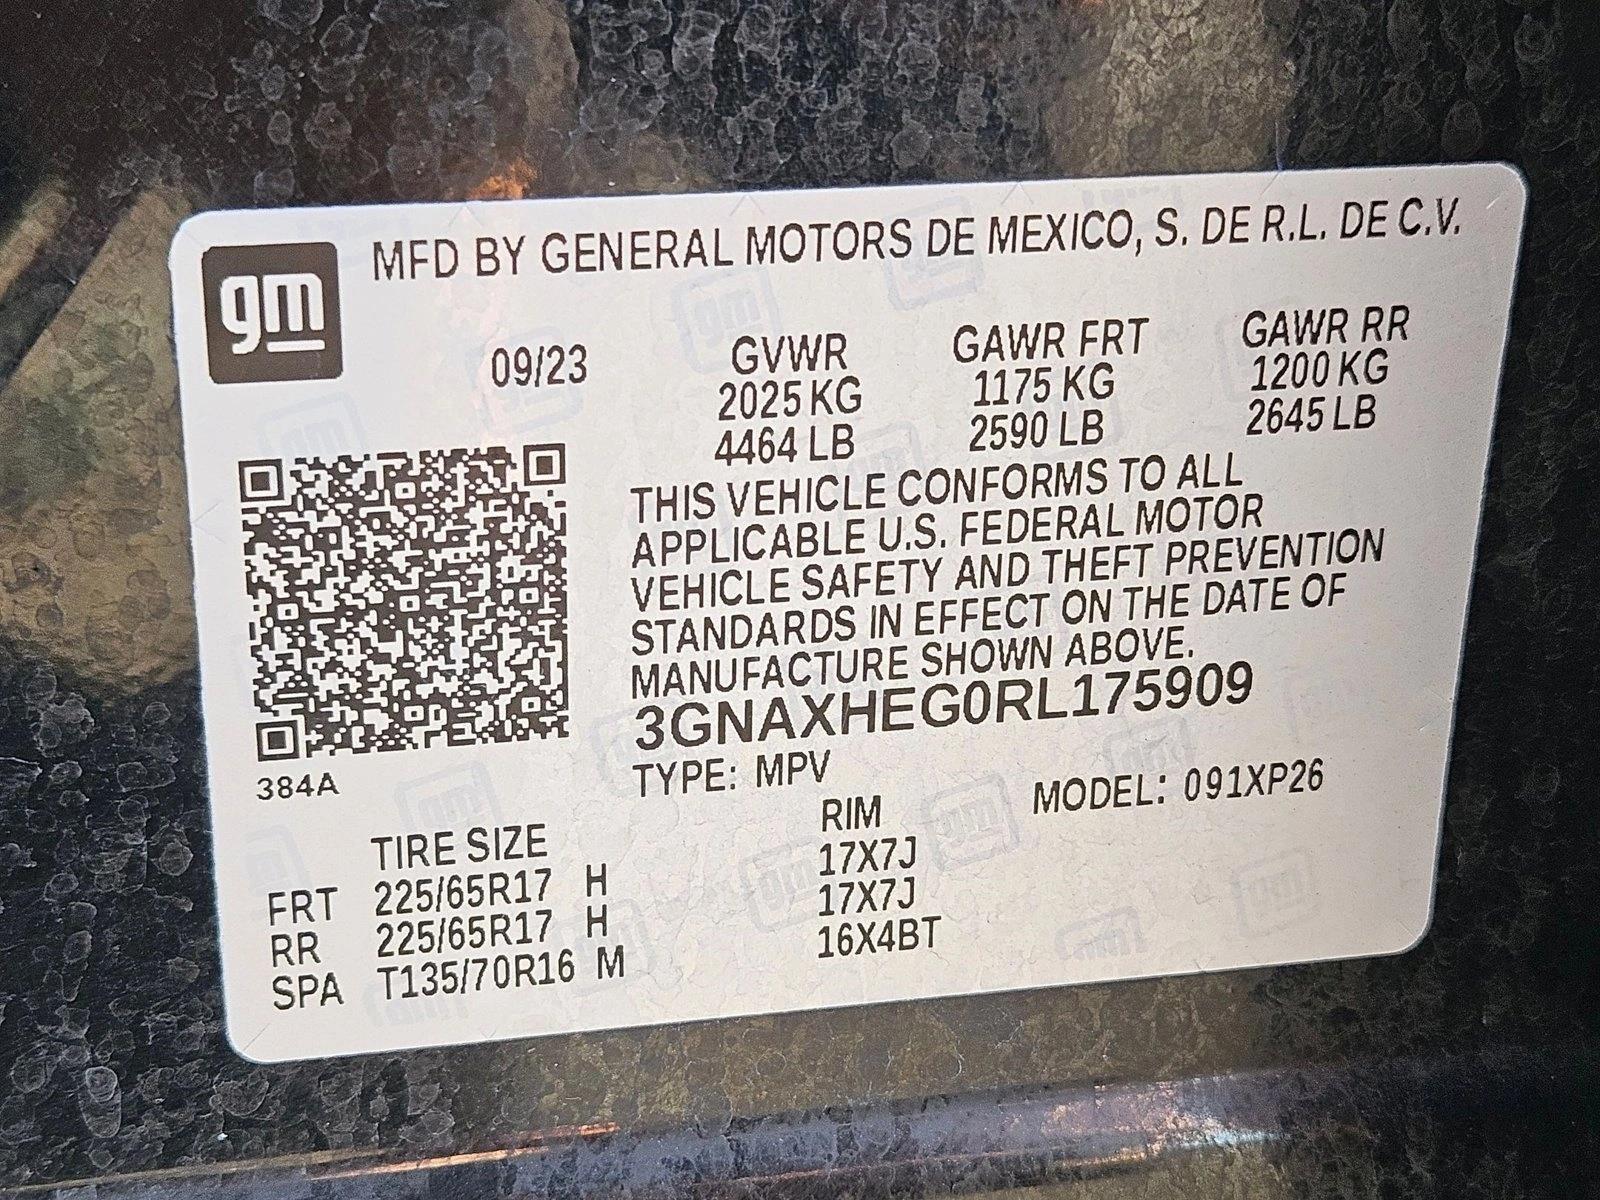 gm
MFD BY GENERAL MOTORS DE MEXICO, S. DE R.L. DE C.V.
09/23
GVWR GAWR FRT GAWR RR
2025 KG 1175 KG 1200 KG
4464 LB 2590 LB 2645 LB
THIS VEHICLE CONFORMS TO ALL
APPLICABLE U.S. FEDERAL MOTOR
VEHICLE SAFETY AND THEFT PREVENTION
STANDARDS IN EFFECT ON THE DATE OF
MANUFACTURE SHOWN ABOVE.
3GNAXHEG0RL175909
384A
TYPE: MPV MODEL: 091XP26
TIRE SIZE RIM
FRT 225/65R17 H 17X7J
RR 225/65R17 H 17X7J
SPA T135/70R16 M 16X4BT